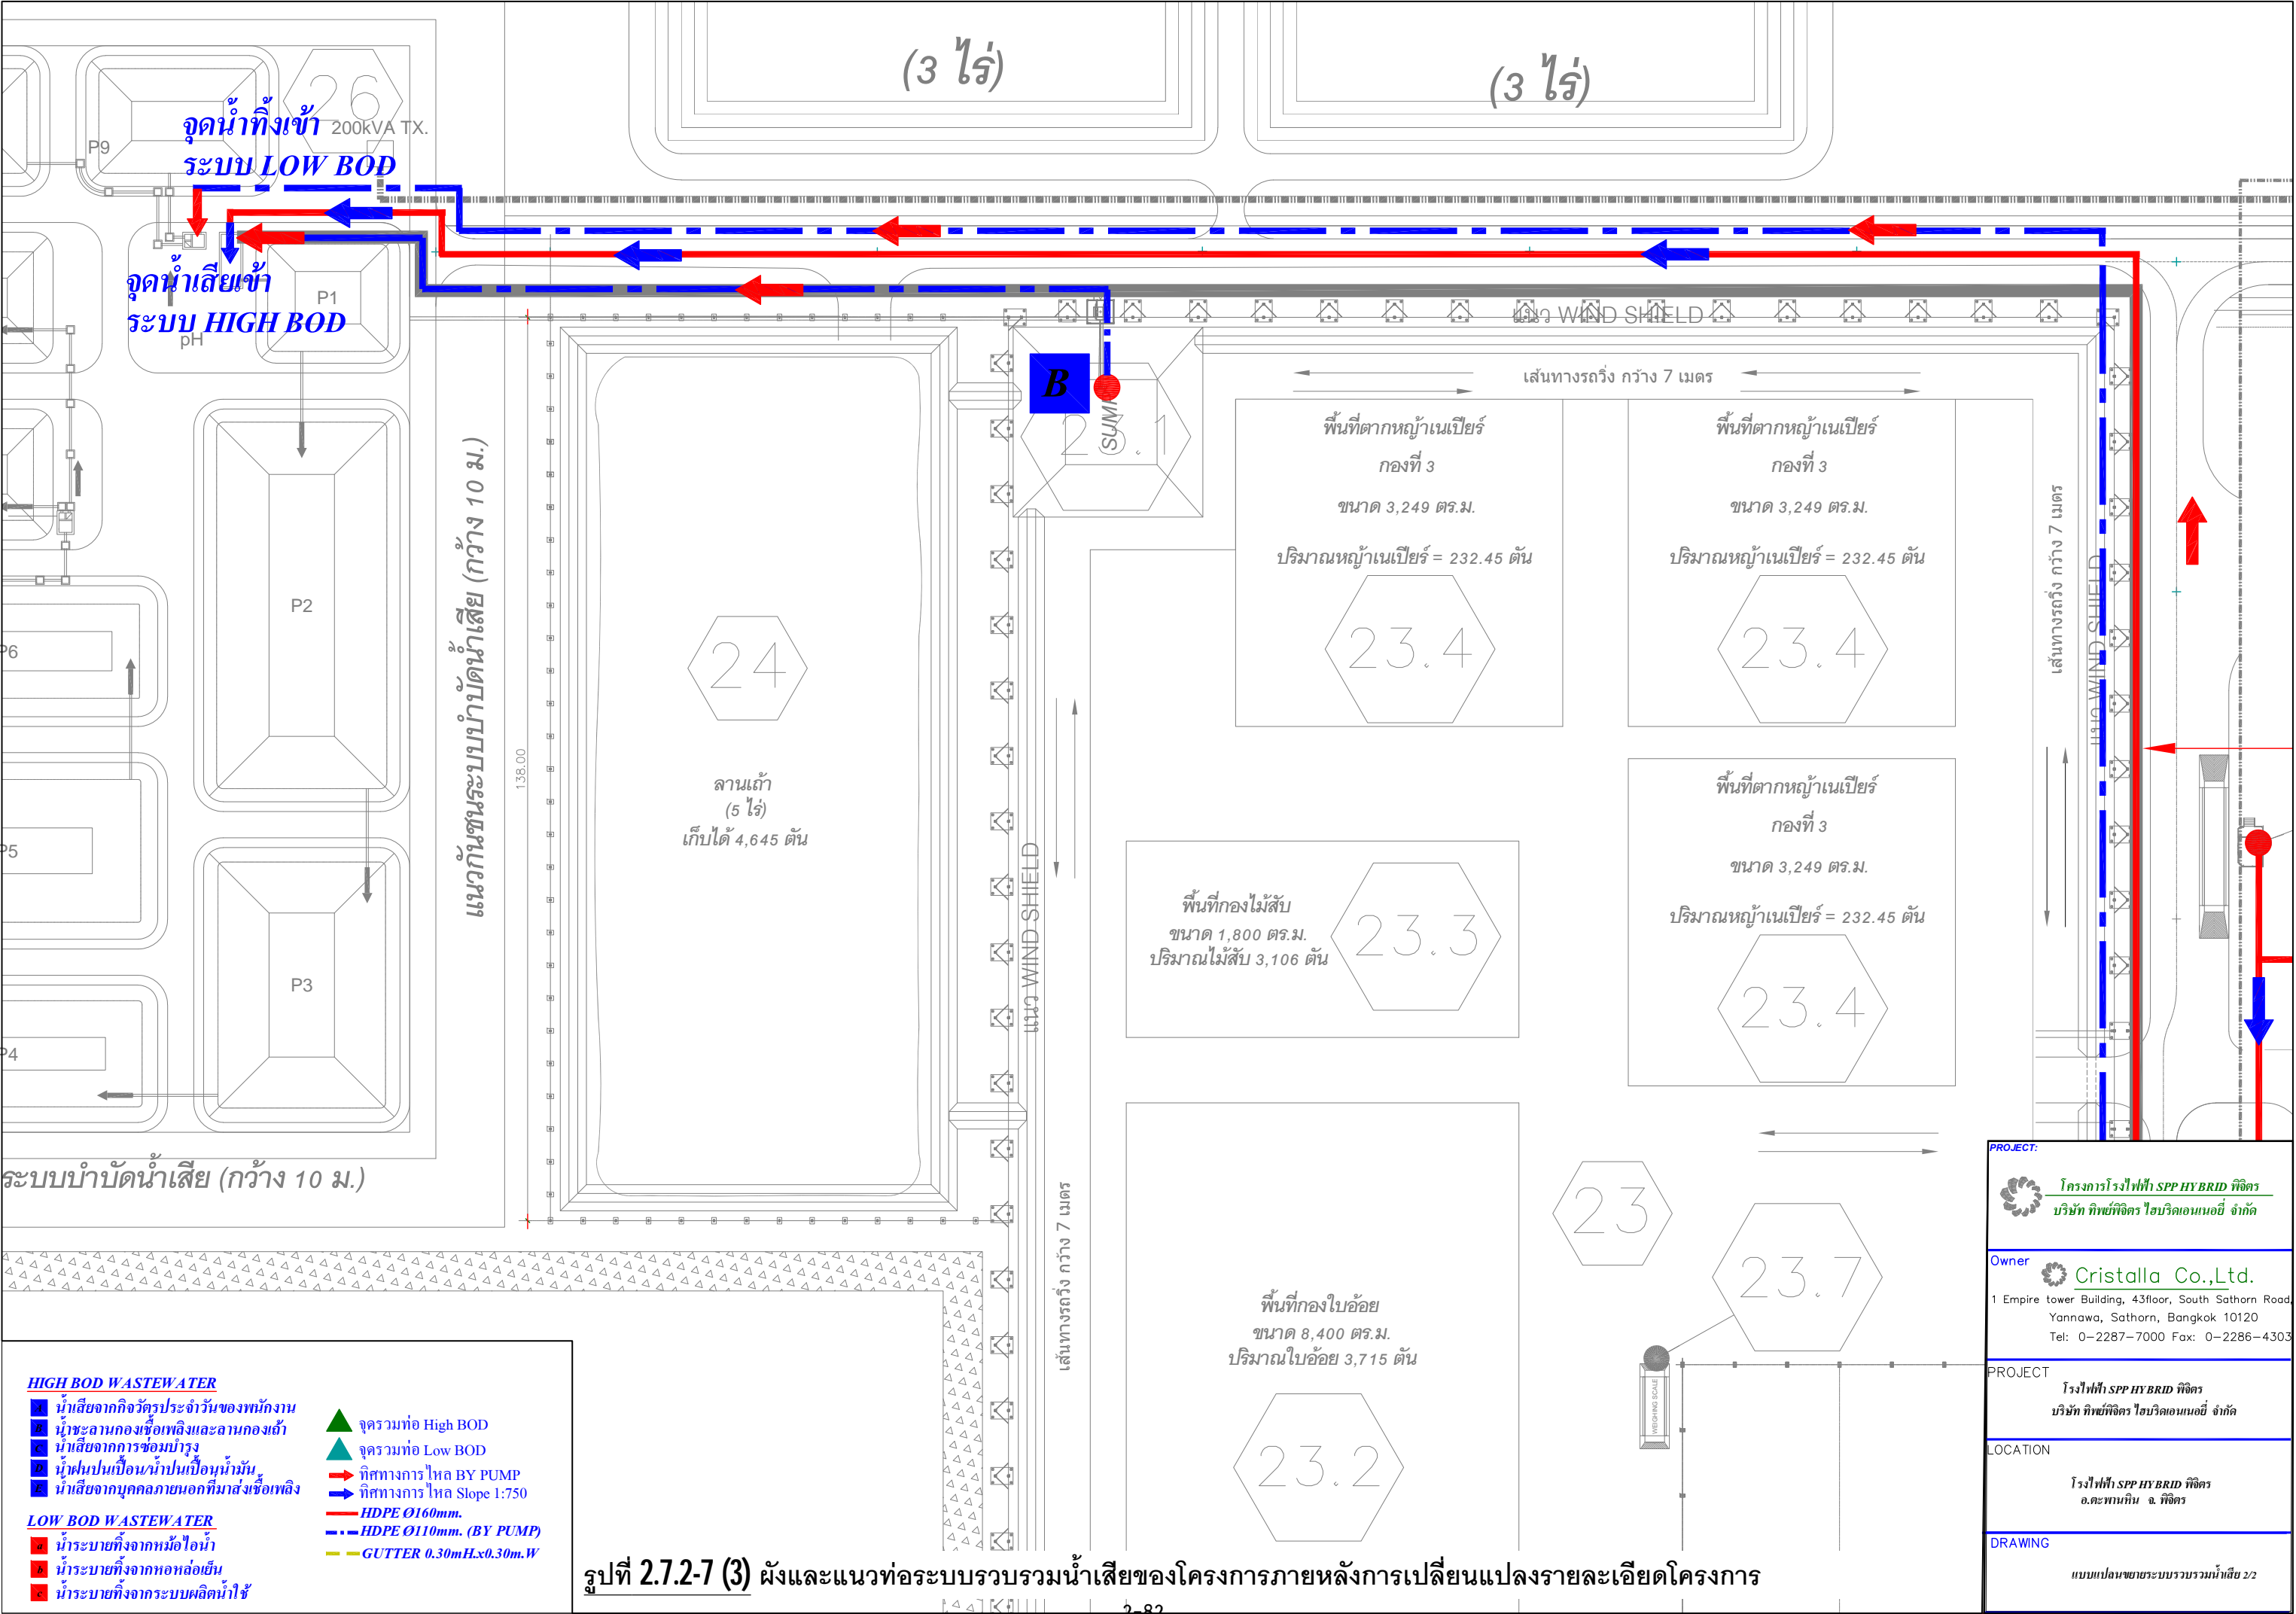 (3 ไร่)
(3 ไร่)
26
200kVA TX.
P9
จุดน้ำทิ้งเข้า
ระบบ LOW BOD
จุดน้ำเสียเข้า
ระบบ HIGH BOD
pH
P1
P2
P3
P6
P5
P4
แนวกันชนระบบบำบัดน้ำเสีย (กว้าง 10 ม.)
ระบบบำบัดน้ำเสีย (กว้าง 10 ม.)
138.00
24
ลานเถ้า
(5 ไร่)
เก็บได้ 4,645 ตัน
B
แนว WIND SHIELD
แนว WIND SHIELD
แนว WIND SHIELD
เส้นทางรถวิ่ง กว้าง 7 เมตร
เส้นทางรถวิ่ง กว้าง 7 เมตร
เส้นทางรถวิ่ง กว้าง 7 เมตร
พื้นที่ตากหญ้าเนเปียร์
กองที่ 3
ขนาด 3,249 ตร.ม.
ปริมาณหญ้าเนเปียร์ = 232.45 ตัน
23.4
พื้นที่ตากหญ้าเนเปียร์
กองที่ 3
ขนาด 3,249 ตร.ม.
ปริมาณหญ้าเนเปียร์ = 232.45 ตัน
23.4
พื้นที่ตากหญ้าเนเปียร์
กองที่ 3
ขนาด 3,249 ตร.ม.
ปริมาณหญ้าเนเปียร์ = 232.45 ตัน
23.4
พื้นที่กองไม้สับ
ขนาด 1,800 ตร.ม.
ปริมาณไม้สับ 3,106 ตัน
23.3
พื้นที่กองใบอ้อย
ขนาด 8,400 ตร.ม.
ปริมาณใบอ้อย 3,715 ตัน
23.2
23
23.7
WEIGHING SCALE
HIGH BOD WASTEWATER
น้ำเสียจากกิจวัตรประจำวันของพนักงาน
B น้ำชะลานกองเชื้อเพลิงและลานกองเถ้า
C น้ำเสียจากการซ่อมบำรุง
D น้ำฝนปนเปื้อน/น้ำปนเปื้อนน้ำมัน
น้ำเสียจากบุคคลภายนอกที่มาส่งเชื้อเพลิง
LOW BOD WASTEWATER
a น้ำระบายทิ้งจากหม้อไอน้ำ
b น้ำระบายทิ้งจากหอหล่อเย็น
c น้ำระบายทิ้งจากระบบผลิตน้ำใช้
จุดรวมท่อ High BOD
จุดรวมท่อ Low BOD
ทิศทางการไหล BY PUMP
ทิศทางการไหล Slope 1:750
HDPE Ø160mm.
HDPE Ø110mm. (BY PUMP)
GUTTER 0.30mH.x0.30m.W
รูปที่ 2.7.2-7 (3) ผังและแนวท่อระบบรวบรวมน้ำเสียของโครงการภายหลังการเปลี่ยนแปลงรายละเอียดโครงการ
2-82
PROJECT:
โครงการโรงไฟฟ้า SPP HYBRID พิจิตร
บริษัท ทิพย์พิจิตร ไฮบริดเอนเนอยี่ จำกัด
Owner
Cristalla Co.,Ltd.
1 Empire tower Building, 43floor, South Sathorn Road,
Yannawa, Sathorn, Bangkok 10120
Tel: 0-2287-7000 Fax: 0-2286-4303
PROJECT
โรงไฟฟ้า SPP HYBRID พิจิตร
บริษัท ทิพย์พิจิตร ไฮบริดเอนเนอยี่ จำกัด
LOCATION
โรงไฟฟ้า SPP HYBRID พิจิตร
อ.ตะพานหิน จ. พิจิตร
DRAWING
แบบแปลนขยายระบบรวบรวมน้ำเสีย 2/2